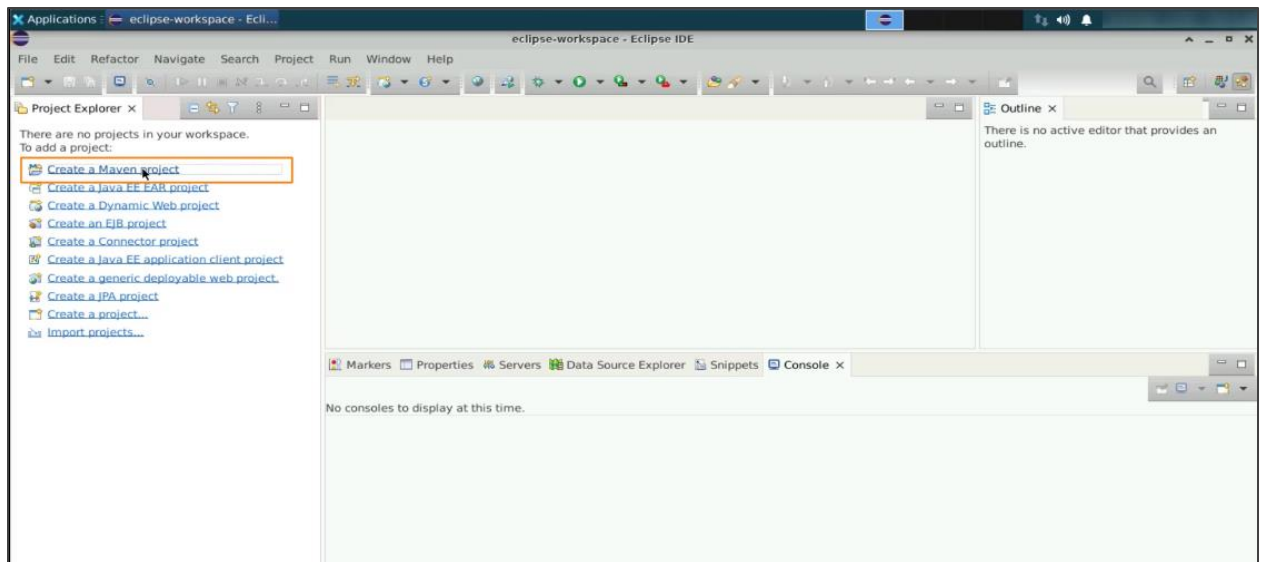 Applications : eclipse-workspace - Ecli...
eclipse-workspace - Eclipse IDE
File Edit Refactor Navigate Search Project Run Window Help
Project Explorer
There are no projects in your workspace.
To add a project:
Create a Maven project
Create a Java EE EAR project
Create a Dynamic Web project
Create an EJB project
Create a Connector project
Create a Java EE application client project
Create a generic deployable web project.
Create a JPA project
Create a project...
Import projects...
Outline
There is no active editor that provides an
outline.
Markers Properties Servers Data Source Explorer Snippets Console
No consoles to display at this time.